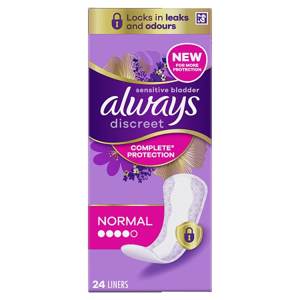 Locks in leaks
and odours
NEW
FOR MORE
PROTECTION
sensitive bladder
always
discreet
COMPLETE*
PROTECTION
NORMAL
24 LINERS